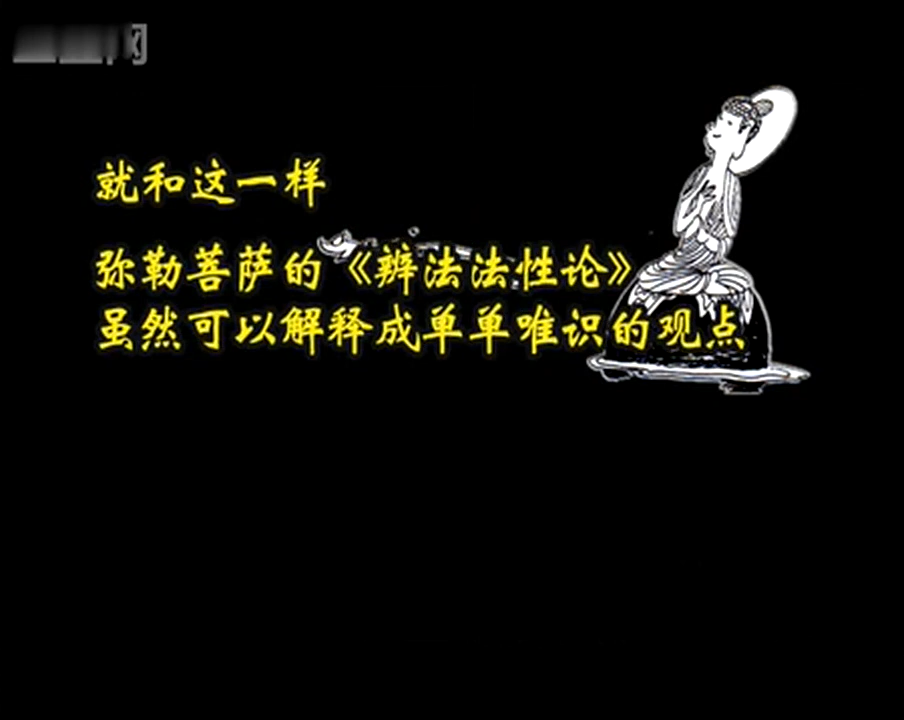 就和这一样
弥勒菩萨的《辨法法性论》
虽然可以解释成单单唯识的观点